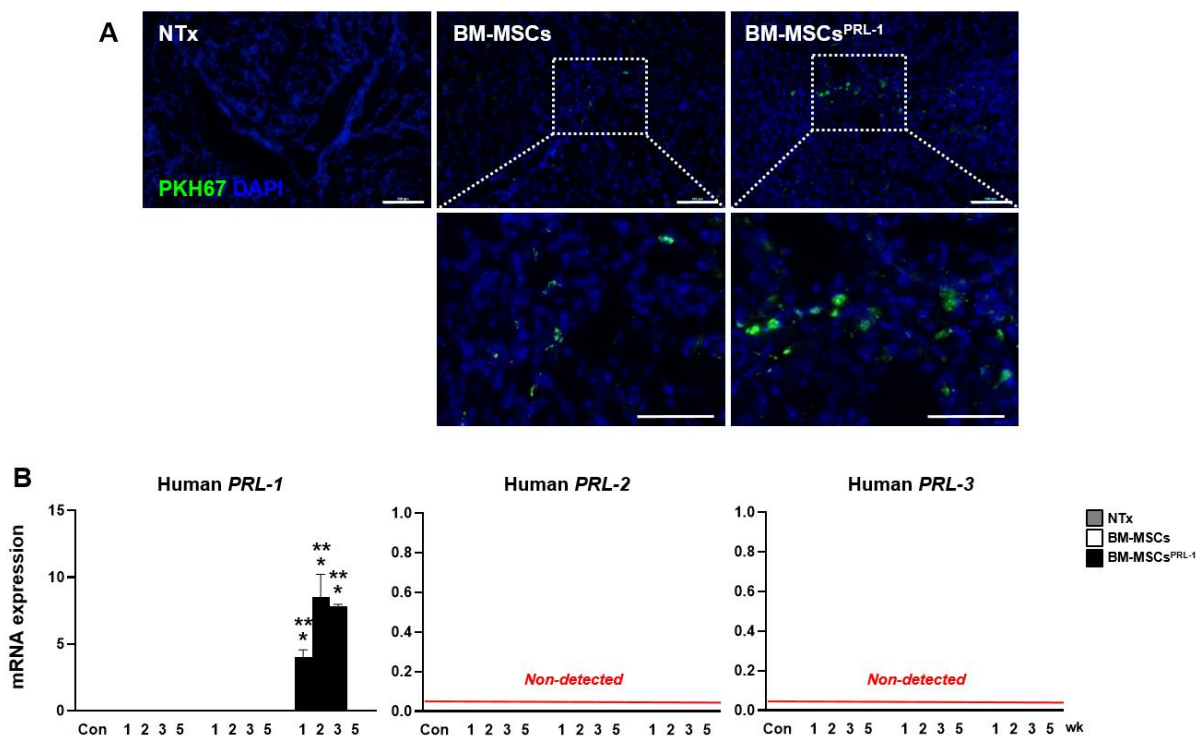 A
NTx
BM-MSCs
BM-MSCsPRL-1
PKH67 DAPI
B
Human PRL-1
Human PRL-2
Human PRL-3
mRNA expression
15
10
5
0
**
*
**
*
**
*
Con 1 2 3 5 1 2 3 5 1 2 3 5
1.0
0.8
0.6
0.4
0.2
0.0
Non-detected
Con 1 2 3 5 1 2 3 5 1 2 3 5
1.0
0.8
0.6
0.4
0.2
0.0
Non-detected
Con 1 2 3 5 1 2 3 5 1 2 3 5 wk
NTx
BM-MSCs
BM-MSCsPRL-1